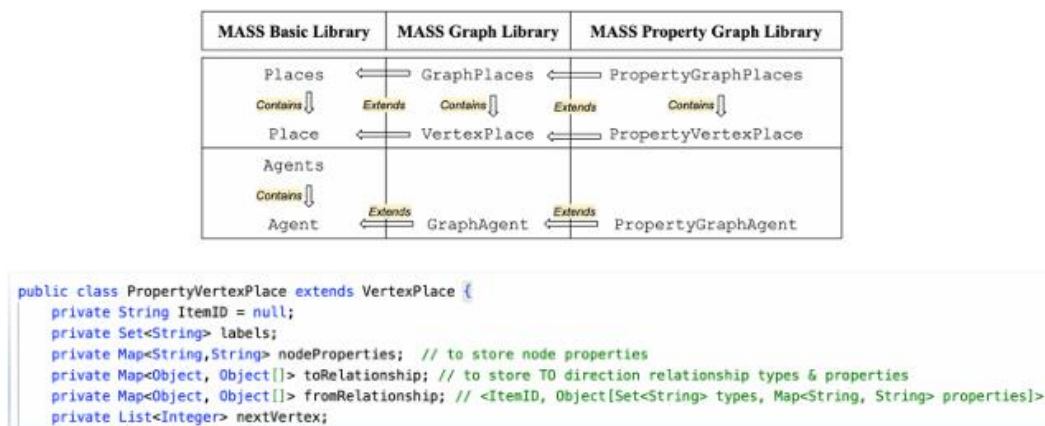 MASS Basic Library MASS Graph Library MASS Property Graph Library
Places GraphPlaces PropertyGraphPlaces
Contains Extends Contains Extends Contains
Place VertexPlace PropertyVertexPlace
Agents
Contains
Extends Extends
Agent GraphAgent PropertyGraphAgent
public class PropertyVertexPlace extends VertexPlace {
private String ItemID = null;
private Set<String> labels;
private Map<String,String> nodeProperties; // to store node properties
private Map<Object, Object[]> toRelationship; // to store TO direction relationship types & properties
private Map<Object, Object[]> fromRelationship; // <ItemID, Object[Set<String> types, Map<String, String> properties]>
private List<Integer> nextVertex;